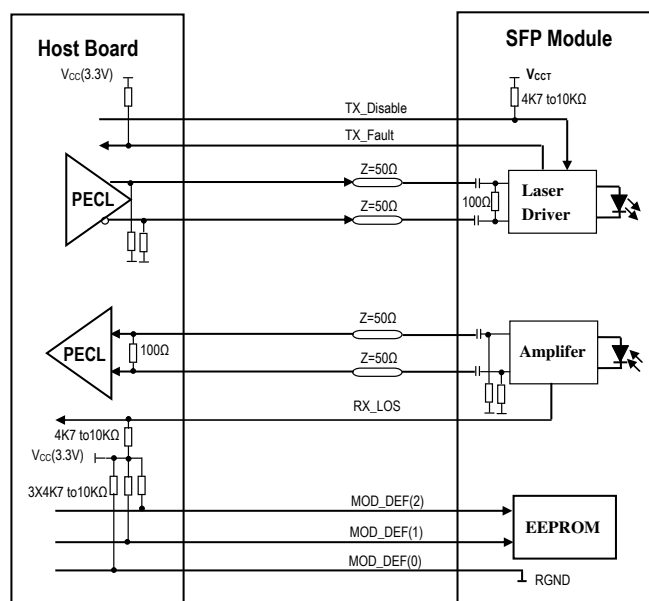 Host Board
SFP Module
VCC(3.3V)
VCCT
4K7 to10KΩ
TX_Disable
TX_Fault
Z=50Ω
PECL
100Ω
Laser
Driver
Z=50Ω
Z=50Ω
PECL
100Ω
Amplifer
Z=50Ω
RX_LOS
4K7 to10KΩ
VCC(3.3V)
3X4K7 to10KΩ
MOD_DEF(2)
EEPROM
MOD_DEF(1)
MOD_DEF(0)
RGND